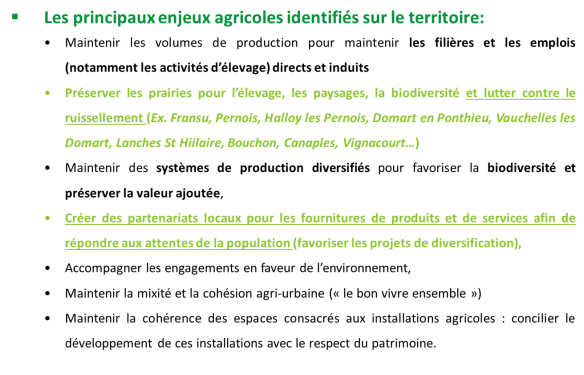 ▪ Les principaux enjeux agricoles identifiés sur le territoire:
• Maintenir les volumes de production pour maintenir les filières et les emplois
(notamment les activités d'élevage) directs et induits
• Préserver les prairies pour l'élevage, les paysages, la biodiversité et lutter contre le
ruissellement (Ex. Fransu, Pernois, Halloy les Pernois, Domart en Ponthieu, Vauchelles les
Domart, Lanches St Hiilaire, Bouchon, Canaples, Vignacourt…)
• Maintenir des systèmes de production diversifiés pour favoriser la biodiversité et
préserver la valeur ajoutée,
• Créer des partenariats locaux pour les fournitures de produits et de services afin de
répondre aux attentes de la population (favoriser les projets de diversification),
• Accompagner les engagements en faveur de l'environnement,
• Maintenir la mixité et la cohésion agri-urbaine (« le bon vivre ensemble »)
• Maintenir la cohérence des espaces consacrés aux installations agricoles : concilier le
développement de ces installations avec le respect du patrimoine.